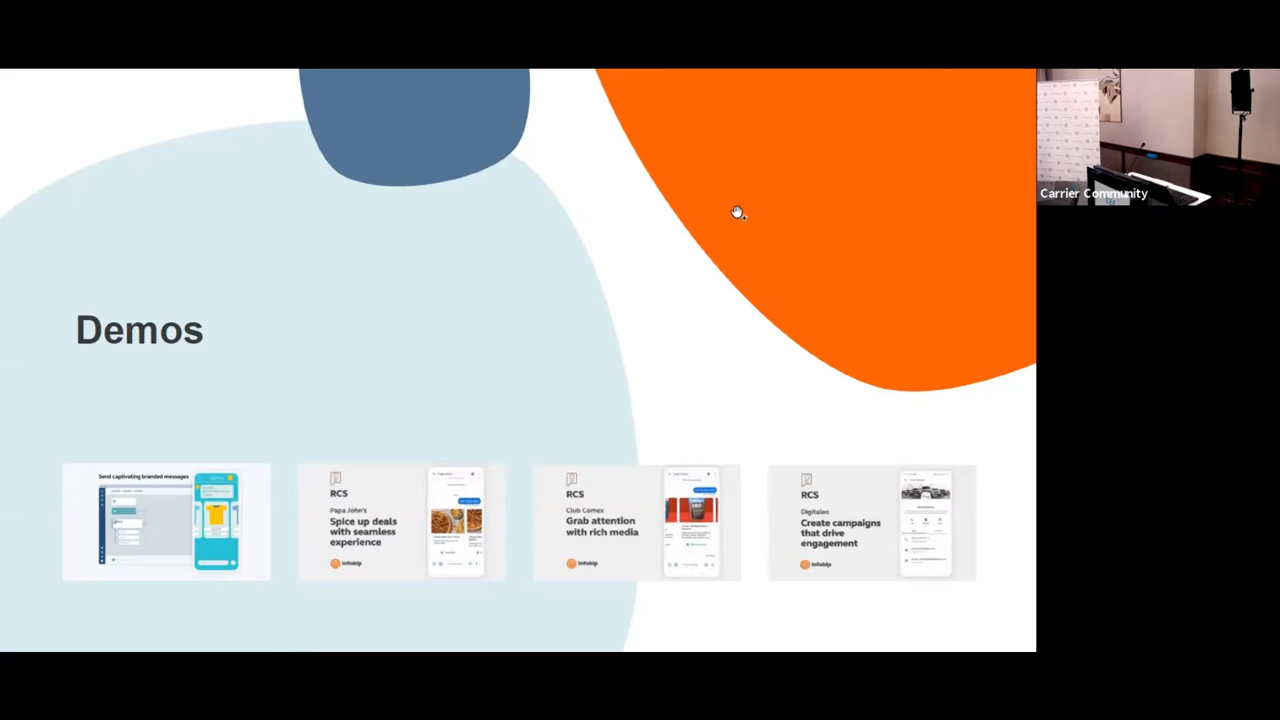 Carrier Community
Demos
Send captivating branded messages
RCS
Papa John's
Spice up deals
with seamless
experience
infobip
RCS
Club Comex
Grab attention
with rich media
infobip
RCS
Digitaleo
Create campaigns
that drive
engagement
infobip